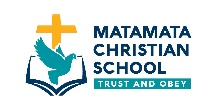 MATAMATA
CHRISTIAN
SCHOOL
TRUST AND OBEY